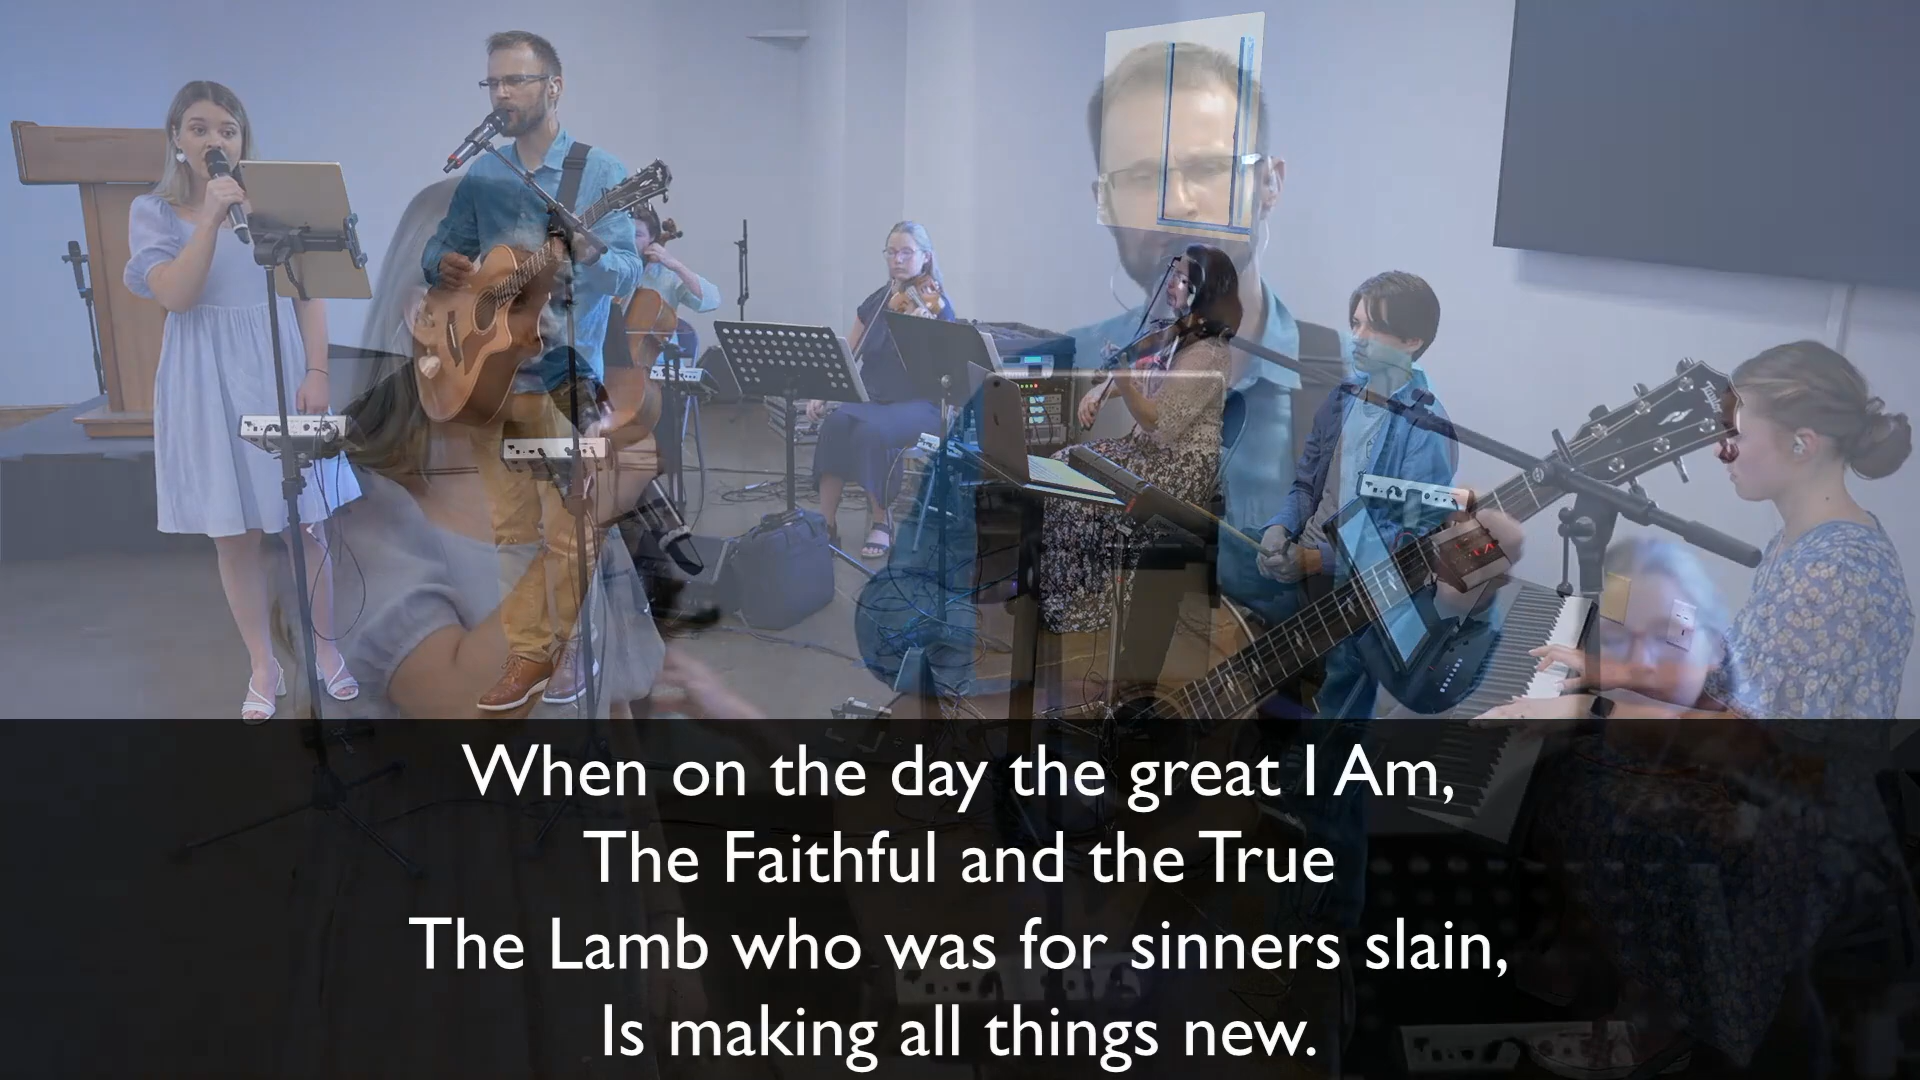 Taylor
When on the day the great I Am,
The Faithful and the True
The Lamb who was for sinners slain,
Is making all things new.